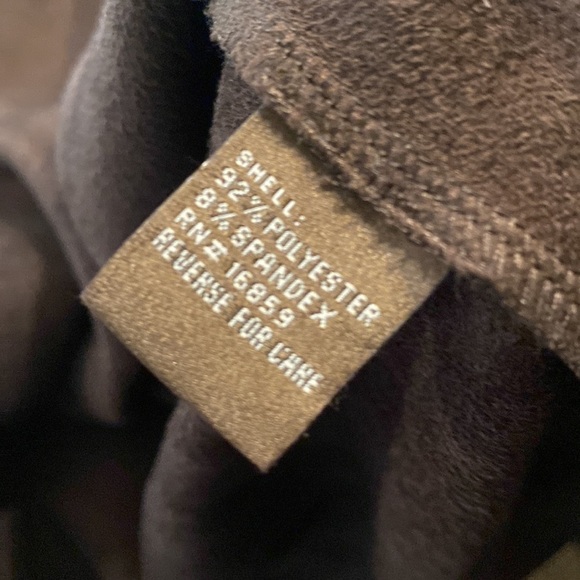 SHELL:
92% POLYESTER
8% SPANDEX
RN# 16859
REVERSE FOR CARE